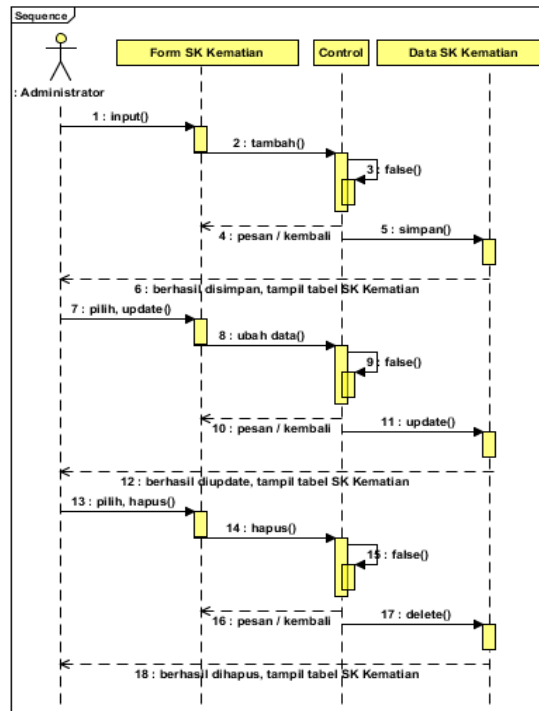 Sequence
Form SK Kematian
Control
Data SK Kematian
: Administrator
1 : input()
2 : tambah()
3 : false()
4 : pesan / kembali
5 : simpan()
6 : berhasil disimpan, tampil tabel SK Kematian
7 : pilih, update()
8 : ubah data()
9 : false()
10 : pesan / kembali
11 : update()
12 : berhasil diupdate, tampil tabel SK Kematian
13 : pilih, hapus()
14 : hapus()
15 : false()
16 : pesan / kembali
17 : delete()
18 : berhasil dihapus, tampil tabel SK Kematian